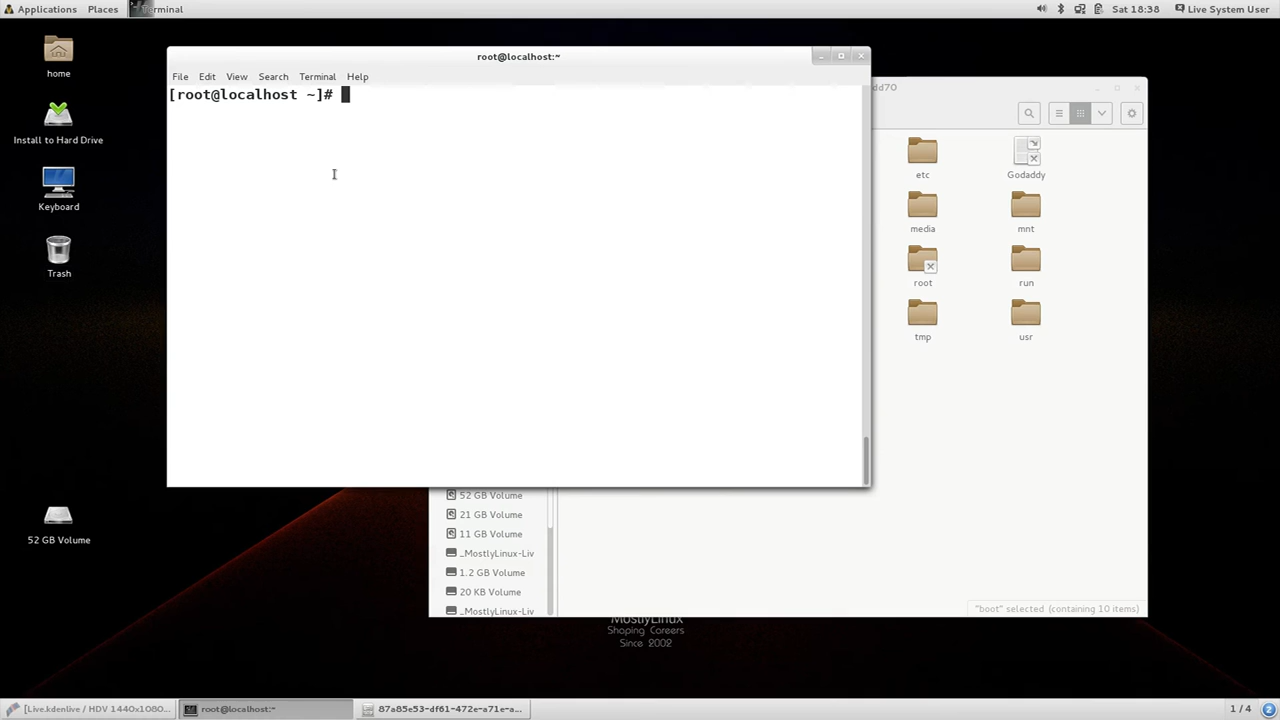 Applications Places Terminal Sat 18:38 Live System User
home
Install to Hard Drive
Keyboard
Trash
52 GB Volume
root@localhost:~
File Edit View Search Terminal Help
[root@localhost ~]#
dd70
etc Godaddy
media mnt
root run
tmp usr
52 GB Volume
21 GB Volume
11 GB Volume
_MostlyLinux-Liv
1.2 GB Volume
20 KB Volume
_MostlyLinux-Liv
"boot" selected (containing 10 items)
MostlyLinux
Shaping Careers
Since 2002
[Live.kdenlive / HDV 1440x1080... root@localhost:~ 87a85e53-df61-472e-a71e-a... 1 / 4 2